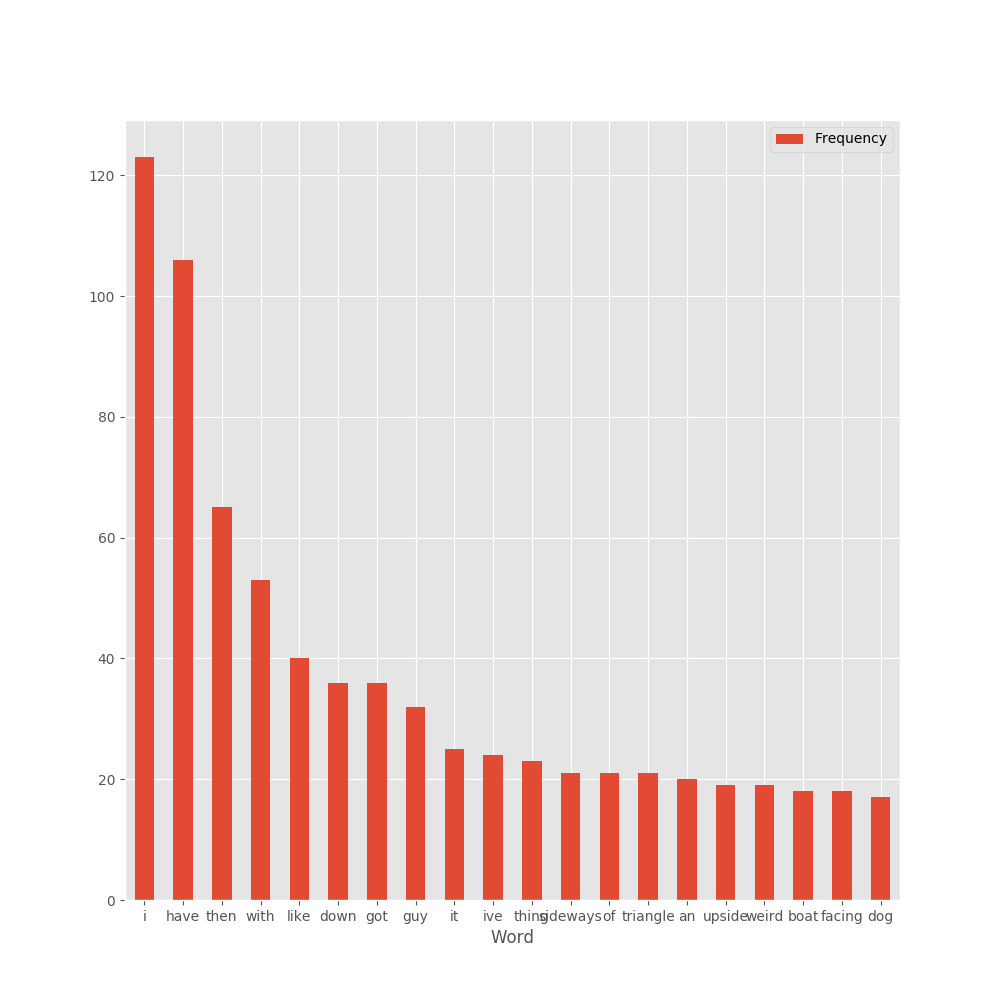 Frequency
120
100
80
60
40
20
0
i have then with like down got guy it ive thing sideways of triangle an upside weird boat facing dog
Word